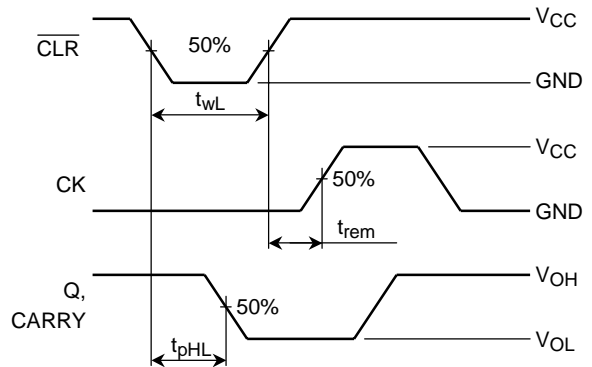 VCC
CLR
50%
GND
twL
VCC
CK
50%
GND
trem
VOH
Q,
CARRY
50%
VOL
tpHL